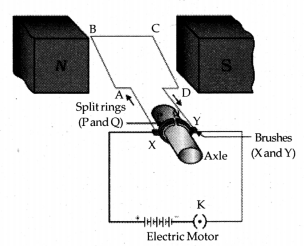 B C
N S
A D
Split rings
(P and Q)
Y
X
Brushes
(X and Y)
Axle
K
+ −
Electric Motor